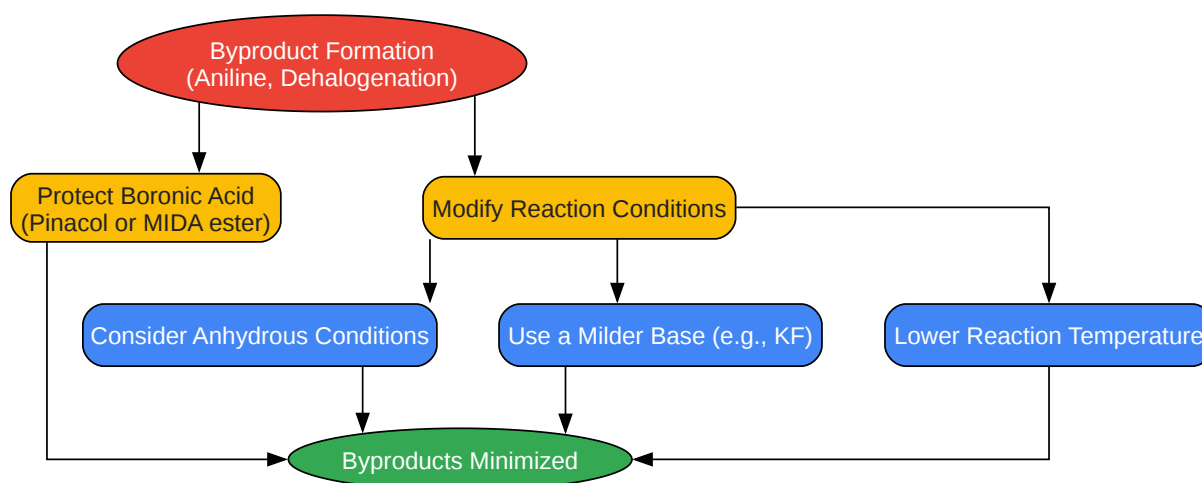 Byproduct Formation
(Aniline, Dehalogenation)
Protect Boronic Acid
(Pinacol or MIDA ester)
Modify Reaction Conditions
Consider Anhydrous Conditions
Use a Milder Base (e.g., KF)
Lower Reaction Temperature
Byproducts Minimized